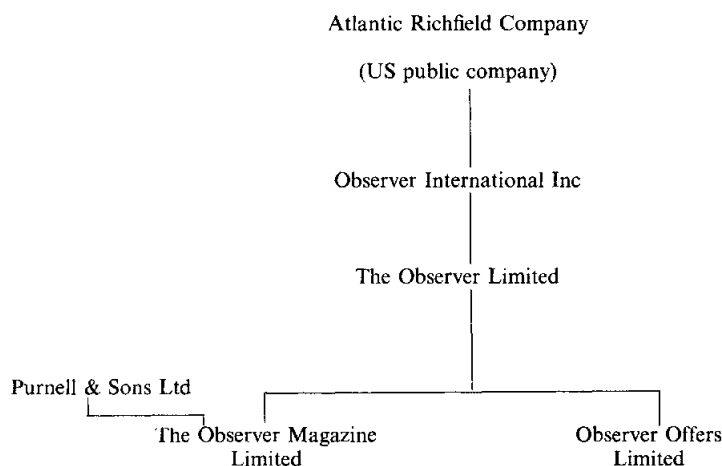 Atlantic Richfield Company
(US public company)
Observer International Inc
The Observer Limited
Purnell & Sons Ltd
The Observer Magazine
Limited
Observer Offers
Limited